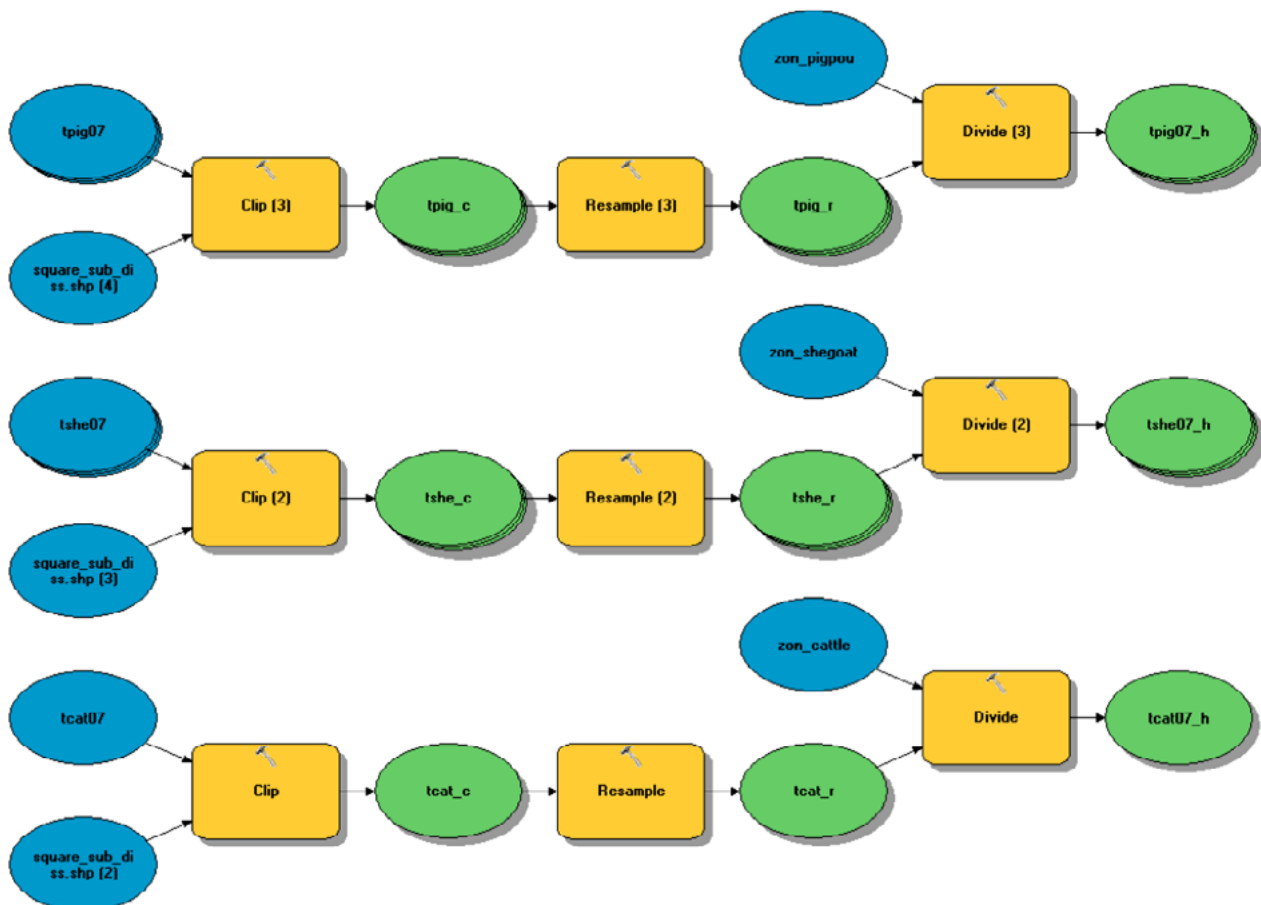 zon_pigpou
tpig07
Divide (3)
tpig07_h
Clip (3)
tpig_c
Resample (3)
tpig_r
square_sub_di
ss.shp (4)
zon_shegoat
tshe07
Divide (2)
tshe07_h
Clip (2)
tshe_c
Resample (2)
tshe_r
square_sub_di
ss.shp (3)
zon_cattle
tcat07
Divide
tcat07_h
Clip
tcat_c
Resample
tcat_r
square_sub_di
ss.shp (2)